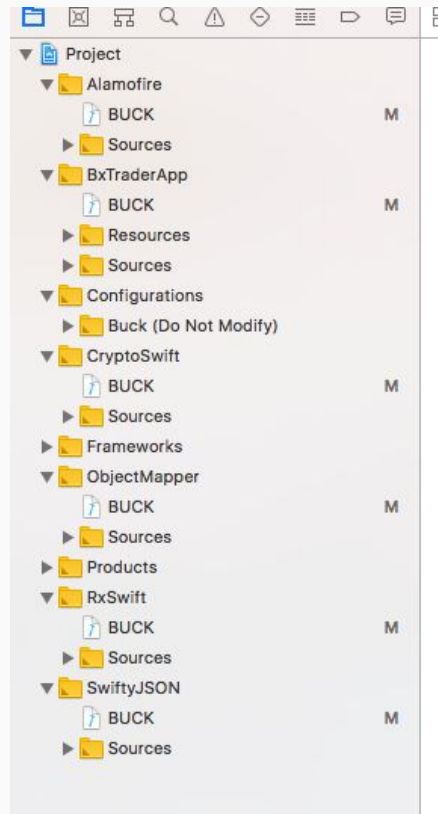 Project
Alamofire
BUCK M
Sources
BxTraderApp
BUCK M
Resources
Sources
Configurations
Buck (Do Not Modify)
CryptoSwift
BUCK M
Sources
Frameworks
ObjectMapper
BUCK M
Sources
Products
RxSwift
BUCK M
Sources
SwiftyJSON
BUCK M
Sources